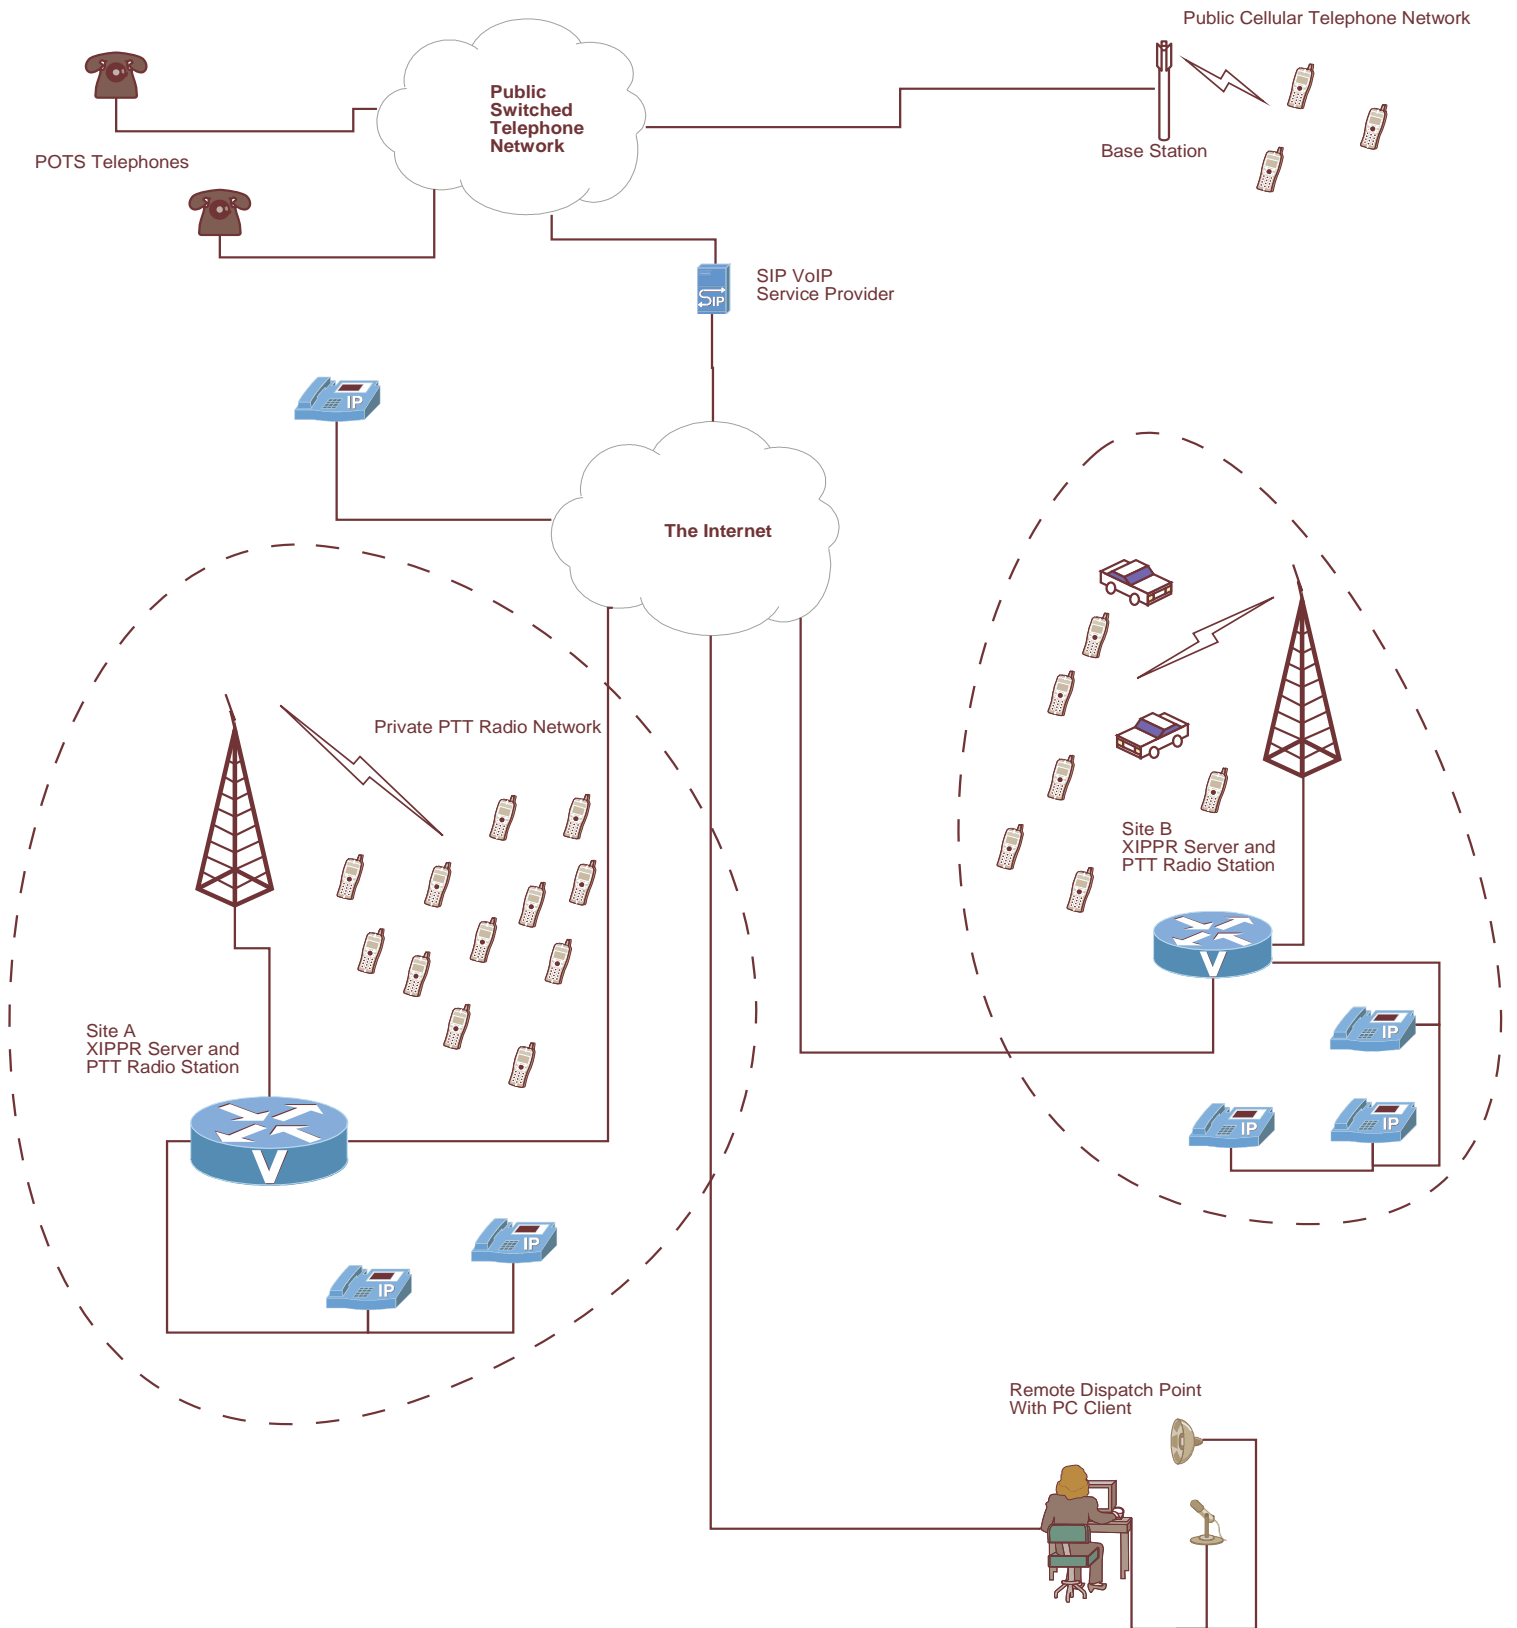 Public Cellular Telephone Network
Public
Switched
Telephone
Network
POTS Telephones
Base Station
SIP VoIP
Service Provider
SIP
IP
The Internet
Private PTT Radio Network
Site B
XIPPR Server and
PTT Radio Station
V
IP
IP
IP
Site A
XIPPR Server and
PTT Radio Station
V
IP
IP
Remote Dispatch Point
With PC Client